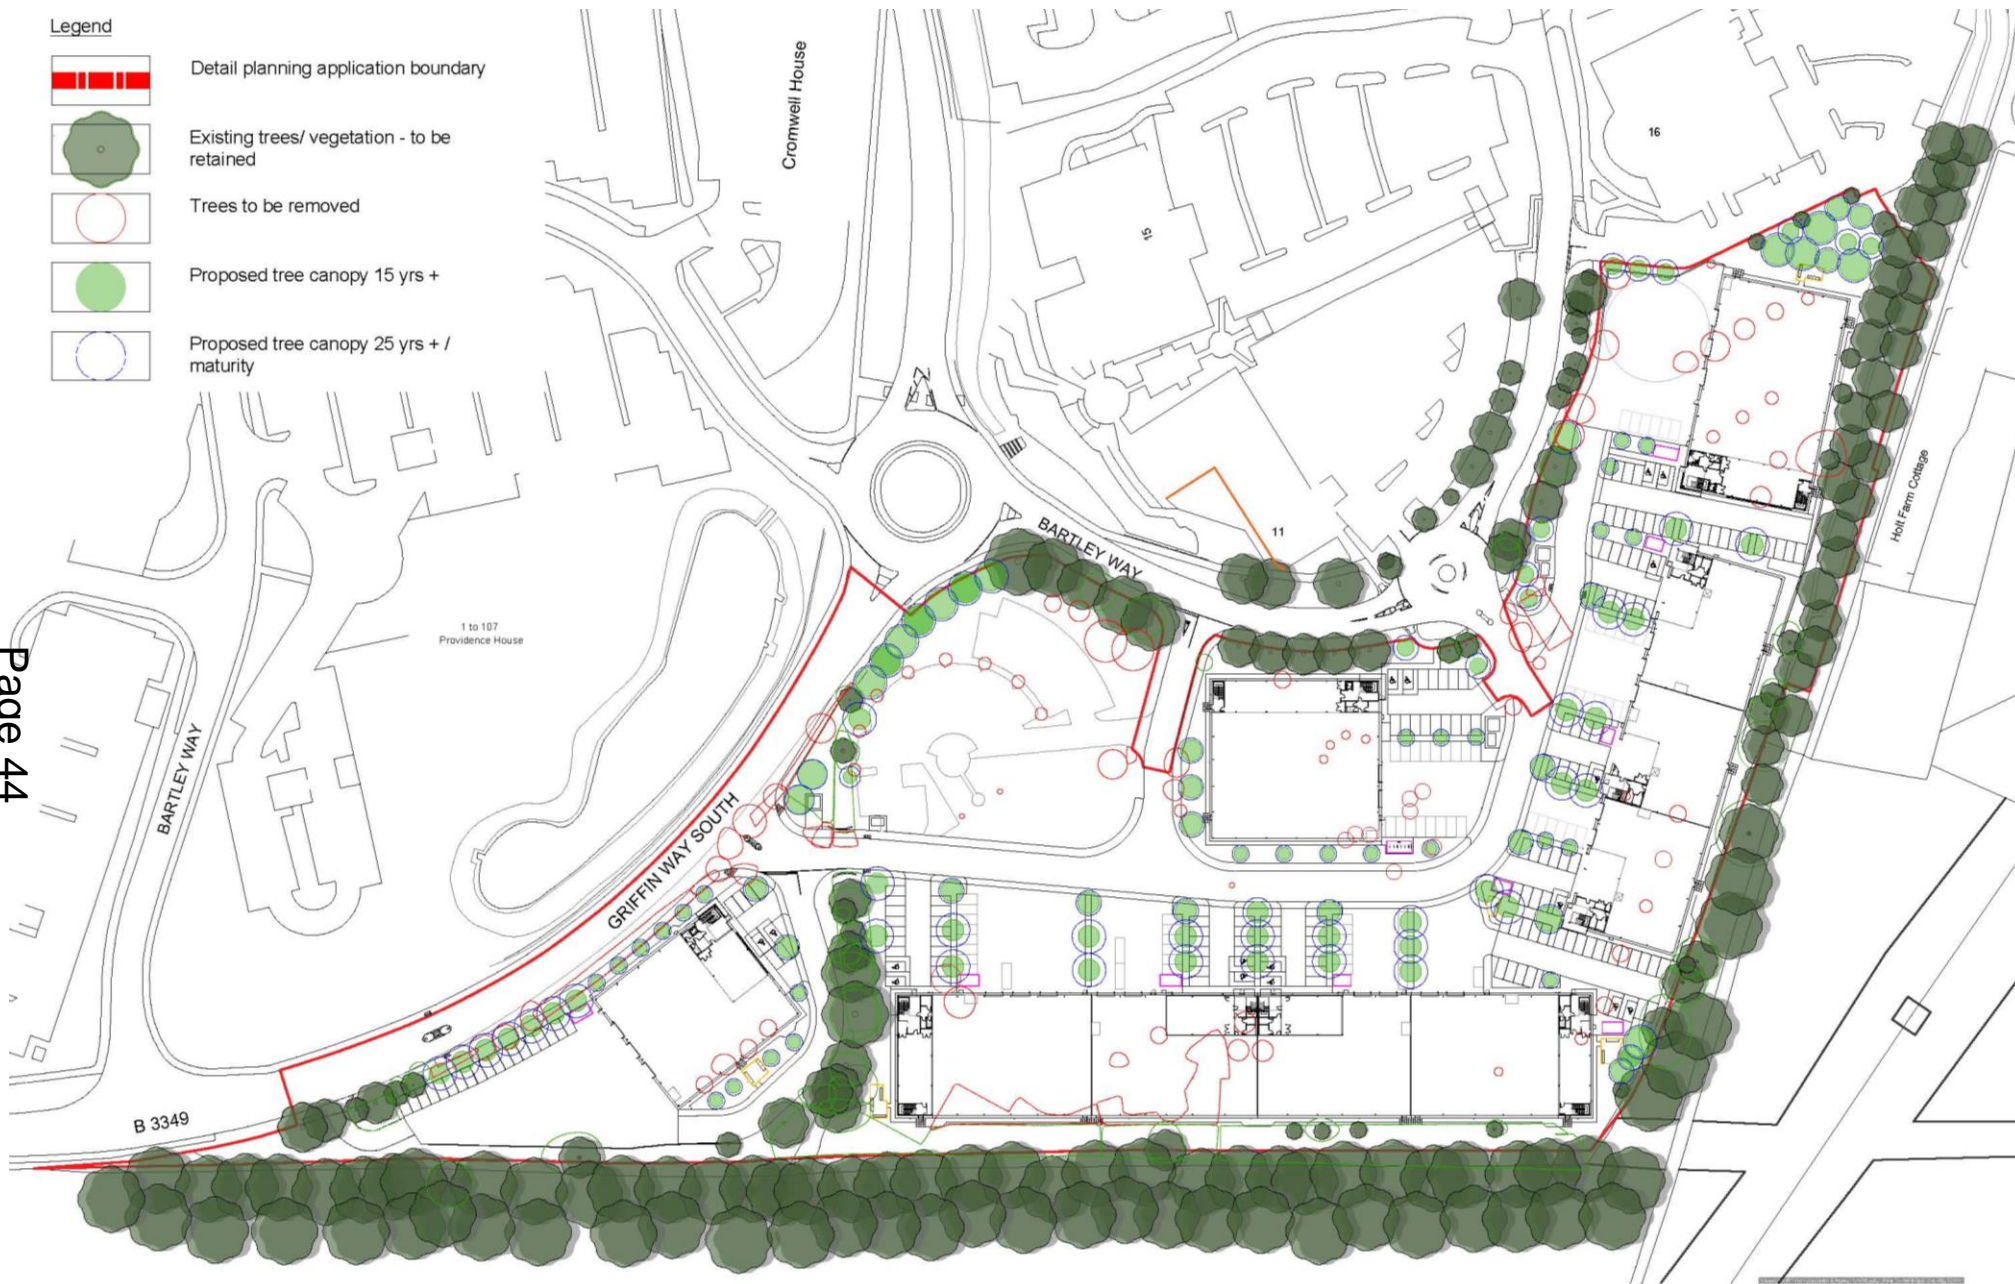 Legend
Detail planning application boundary
Existing trees/ vegetation - to be
retained
Trees to be removed
Proposed tree canopy 15 yrs +
Proposed tree canopy 25 yrs + /
maturity
Cromwell House
16
15
11
BARTLEY WAY
Holt Farm Cottage
1 to 107
Providence House
Page 44
BARTLEY WAY
GRIFFIN WAY SOUTH
B 3349